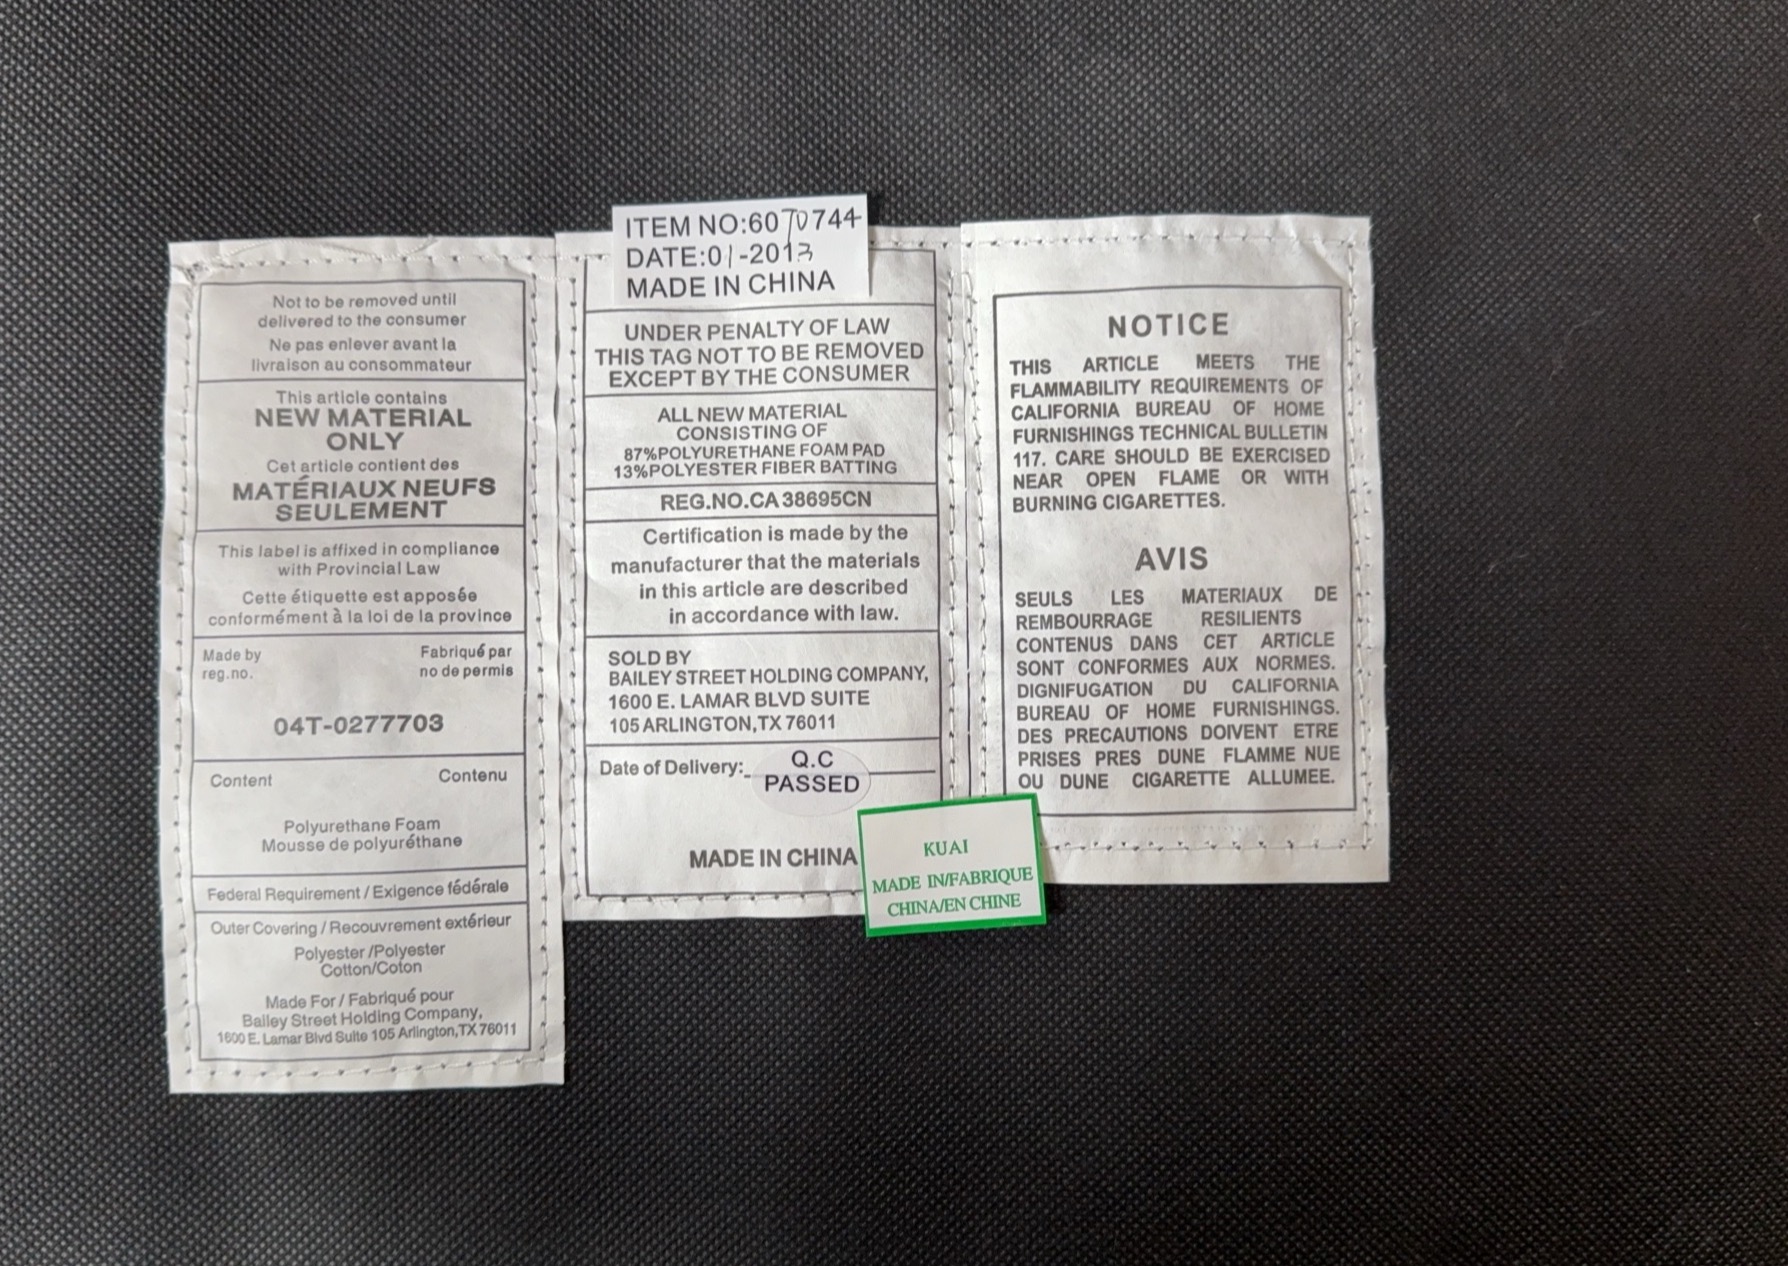 Not to be removed until
delivered to the consumer
Ne pas enlever avant la
livraison au consommateur
This article contains
NEW MATERIAL
ONLY
Cet article contient des
MATÉRIAUX NEUFS
SEULEMENT
This label is affixed in compliance
with Provincial Law
Cette étiquette est apposée
conformément à la loi de la province
Made by
reg.no.
Fabriqué par
no de permis
04T-0277703
Content
Contenu
Polyurethane Foam
Mousse de polyuréthane
Federal Requirement / Exigence fédérale
Outer Covering / Recouvrement extérieur
Polyester /Polyester
Cotton/Coton
Made For / Fabriqué pour
Bailey Street Holding Company,
1600 E. Lamar Blvd Suite 105 Arlington,TX 76011
ITEM NO:6070744
DATE:01-2013
MADE IN CHINA
UNDER PENALTY OF LAW
THIS TAG NOT TO BE REMOVED
EXCEPT BY THE CONSUMER
ALL NEW MATERIAL
CONSISTING OF
87%POLYURETHANE FOAM PAD
13%POLYESTER FIBER BATTING
REG.NO.CA 38695CN
Certification is made by the
manufacturer that the materials
in this article are described
in accordance with law.
SOLD BY
BAILEY STREET HOLDING COMPANY,
1600 E. LAMAR BLVD SUITE
105 ARLINGTON,TX 76011
Date of Delivery:
Q.C
PASSED
MADE IN CHINA
KUAI
MADE IN/FABRIQUE
CHINA/EN CHINE
NOTICE
THIS ARTICLE MEETS THE
FLAMMABILITY REQUIREMENTS OF
CALIFORNIA BUREAU OF HOME
FURNISHINGS TECHNICAL BULLETIN
117. CARE SHOULD BE EXERCISED
NEAR OPEN FLAME OR WITH
BURNING CIGARETTES.
AVIS
SEULS LES MATERIAUX DE
REMBOURRAGE RESILIENTS
CONTENUS DANS CET ARTICLE
SONT CONFORMES AUX NORMES.
DIGNIFUGATION DU CALIFORNIA
BUREAU OF HOME FURNISHINGS.
DES PRECAUTIONS DOIVENT ETRE
PRISES PRES DUNE FLAMME NUE
OU DUNE CIGARETTE ALLUMEE.